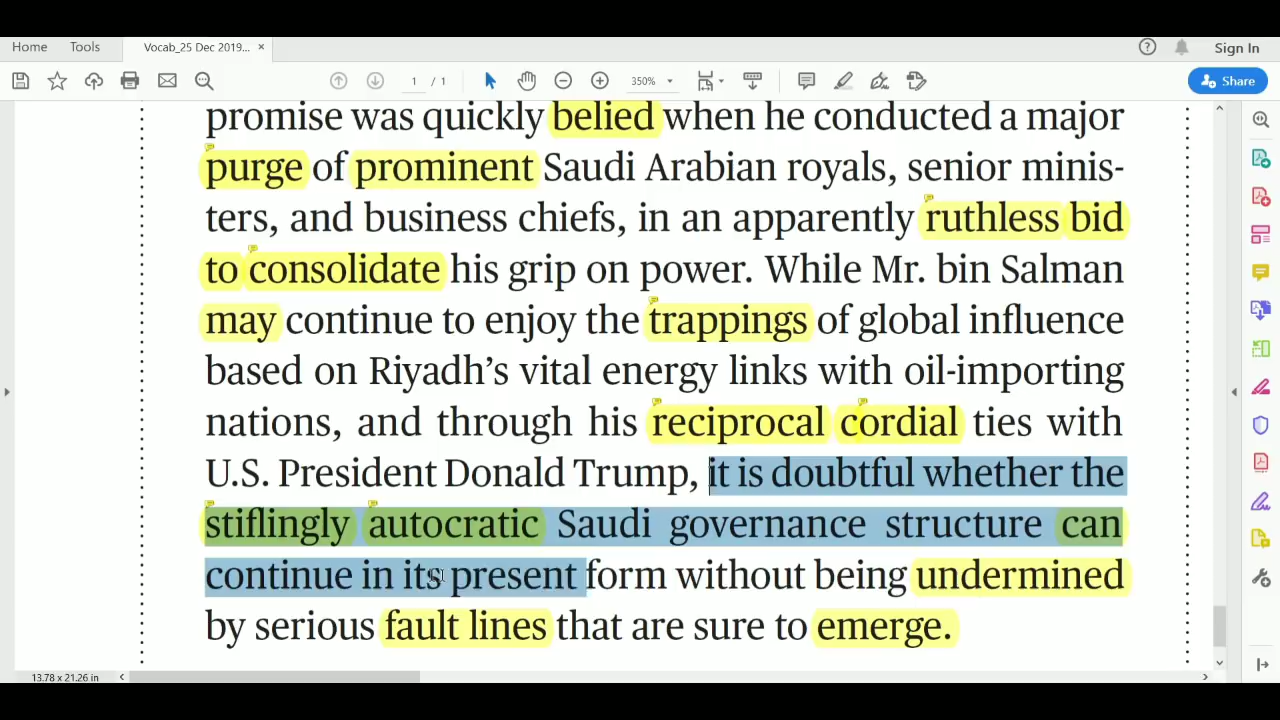 Home Tools Vocab_25 Dec 2019... × Sign In
1 / 1 350% Share
promise was quickly belied when he conducted a major
purge of prominent Saudi Arabian royals, senior minis-
ters, and business chiefs, in an apparently ruthless bid
to consolidate his grip on power. While Mr. bin Salman
may continue to enjoy the trappings of global influence
based on Riyadh’s vital energy links with oil-importing
nations, and through his reciprocal cordial ties with
U.S. President Donald Trump, it is doubtful whether the
stiflingly autocratic Saudi governance structure can
continue in its present form without being undermined
by serious fault lines that are sure to emerge.
13.78 x 21.26 in